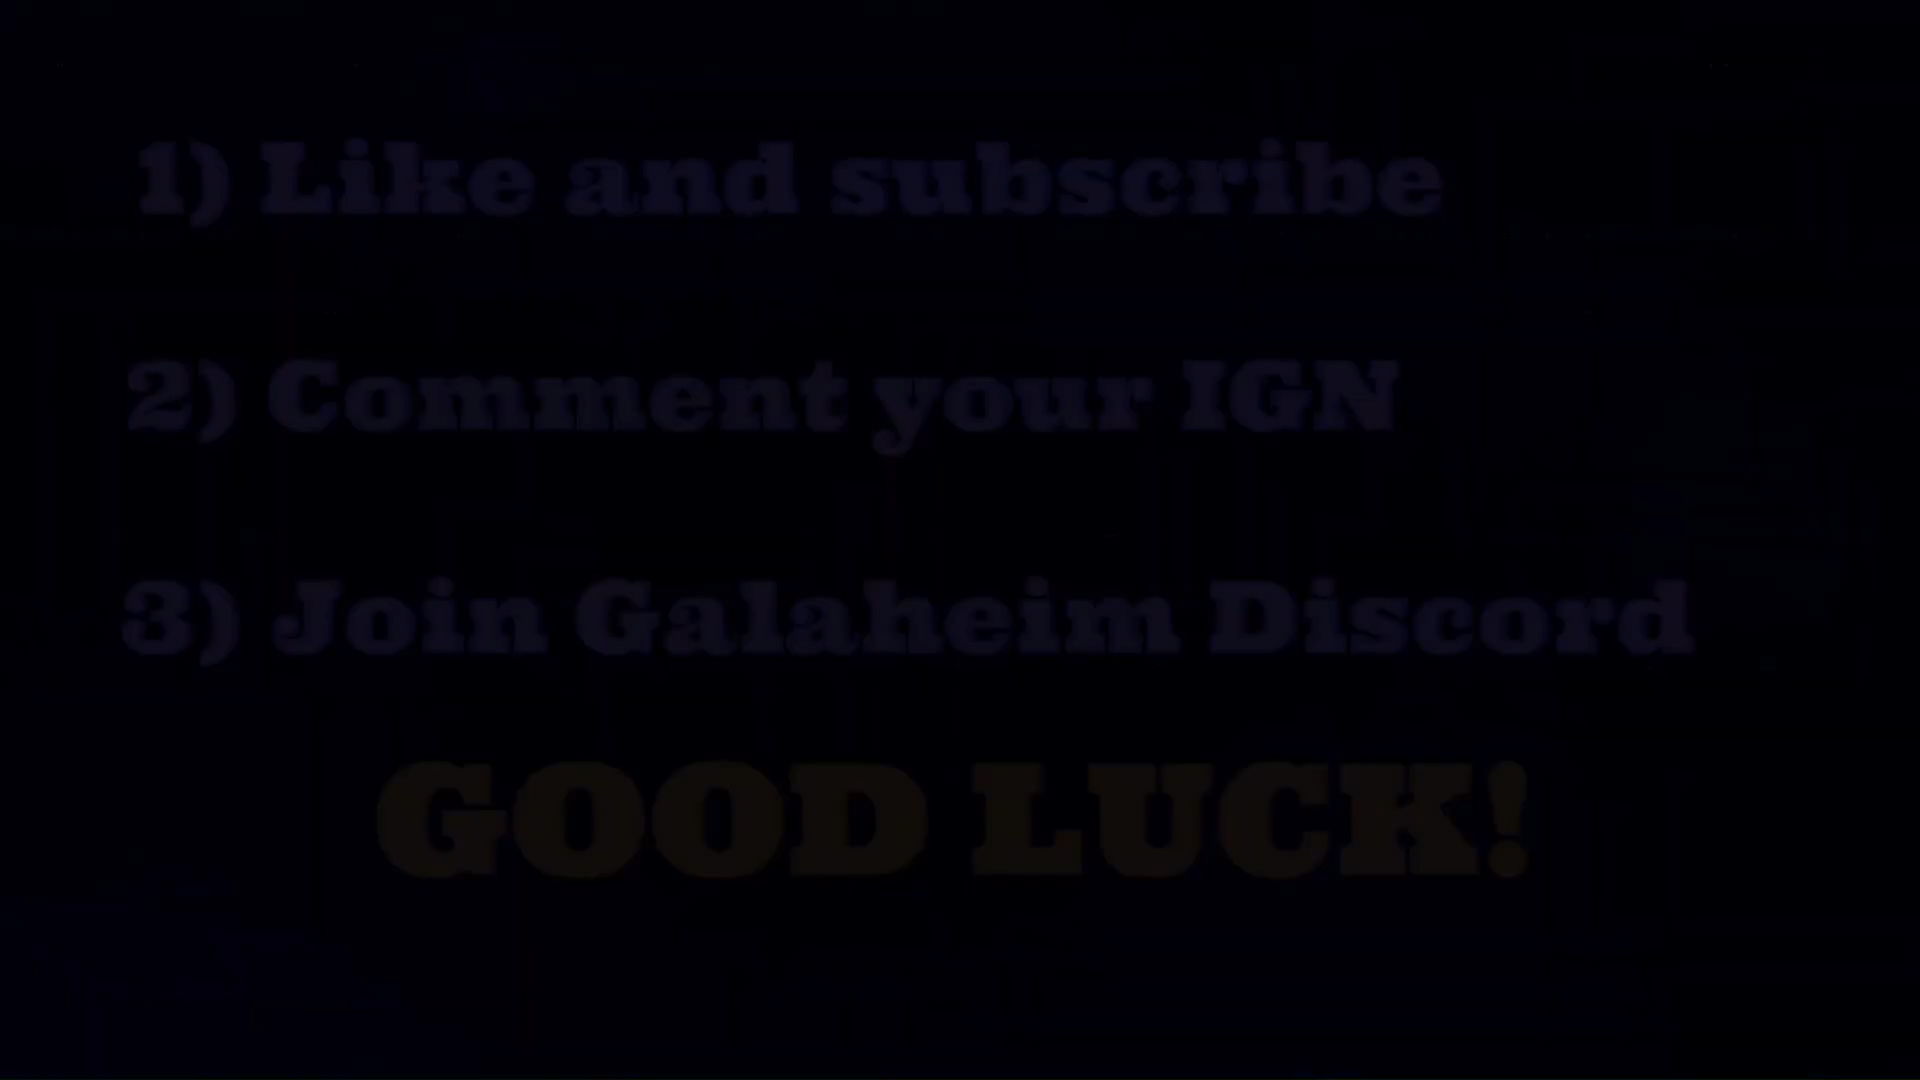 1) Like and subscribe
2) Comment your IGN
3) Join Galaheim Discord
GOOD LUCK!